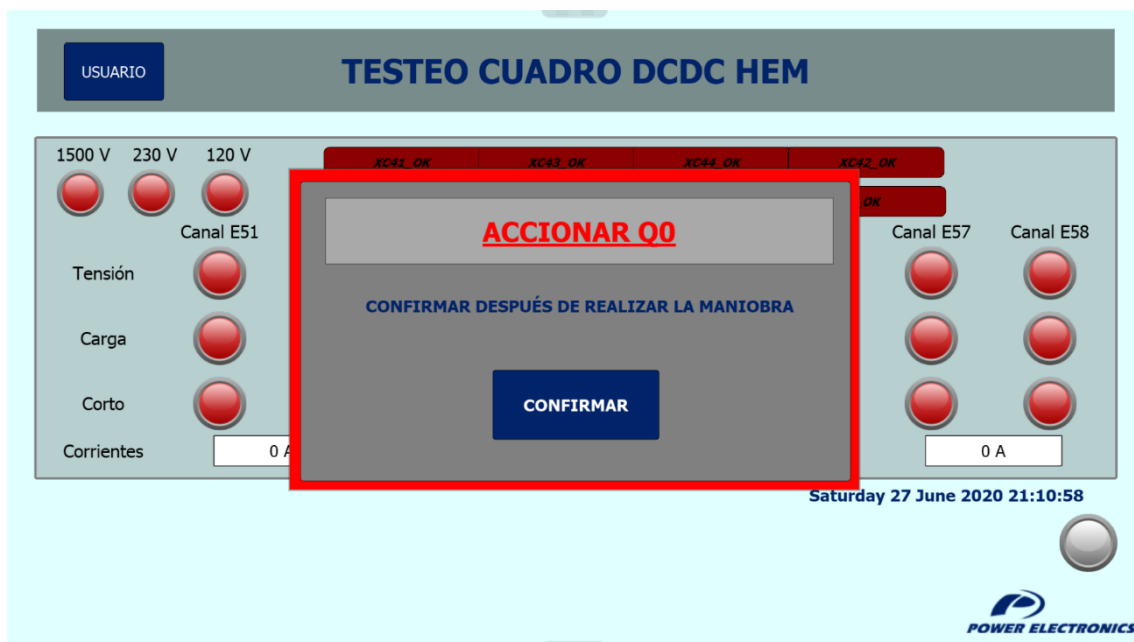 USUARIO
TESTEO CUADRO DCDC HEM
1500 V 230 V 120 V
XC41_OK XC43_OK XC44_OK XC42_OK
_OK
ACCIONAR Q0
Canal E51 Canal E57 Canal E58
Tensión
CONFIRMAR DESPUÉS DE REALIZAR LA MANIOBRA
Carga
Corto
CONFIRMAR
Corrientes 0 A 0 A
Saturday 27 June 2020 21:10:58
POWER ELECTRONICS